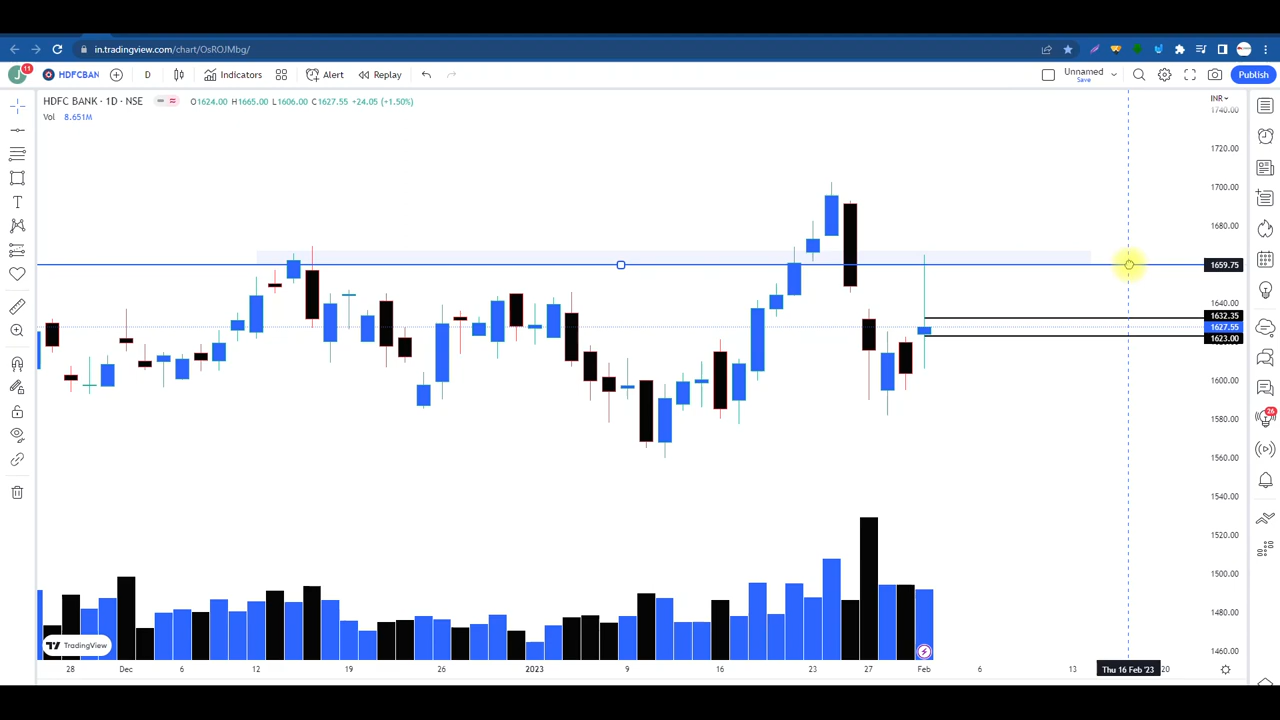 in.tradingview.com/chart/OsROJMbg/
J 11 HDFCBAN D Indicators Alert Replay Unnamed Save Publish
HDFC BANK · 1D · NSE O1624.00 H1665.00 L1606.00 C1627.55 +24.05 (+1.50%)
Vol 8.651M
INR
1740.00
1720.00
1700.00
1680.00
1659.75
1640.00
1632.35
1627.55
1623.00
1600.00
1580.00
1560.00
1540.00
1520.00
1500.00
1480.00
1460.00
26
TradingView
28 Dec 6 12 19 26 2023 9 16 23 27 Feb 6 13 Thu 16 Feb '23 20